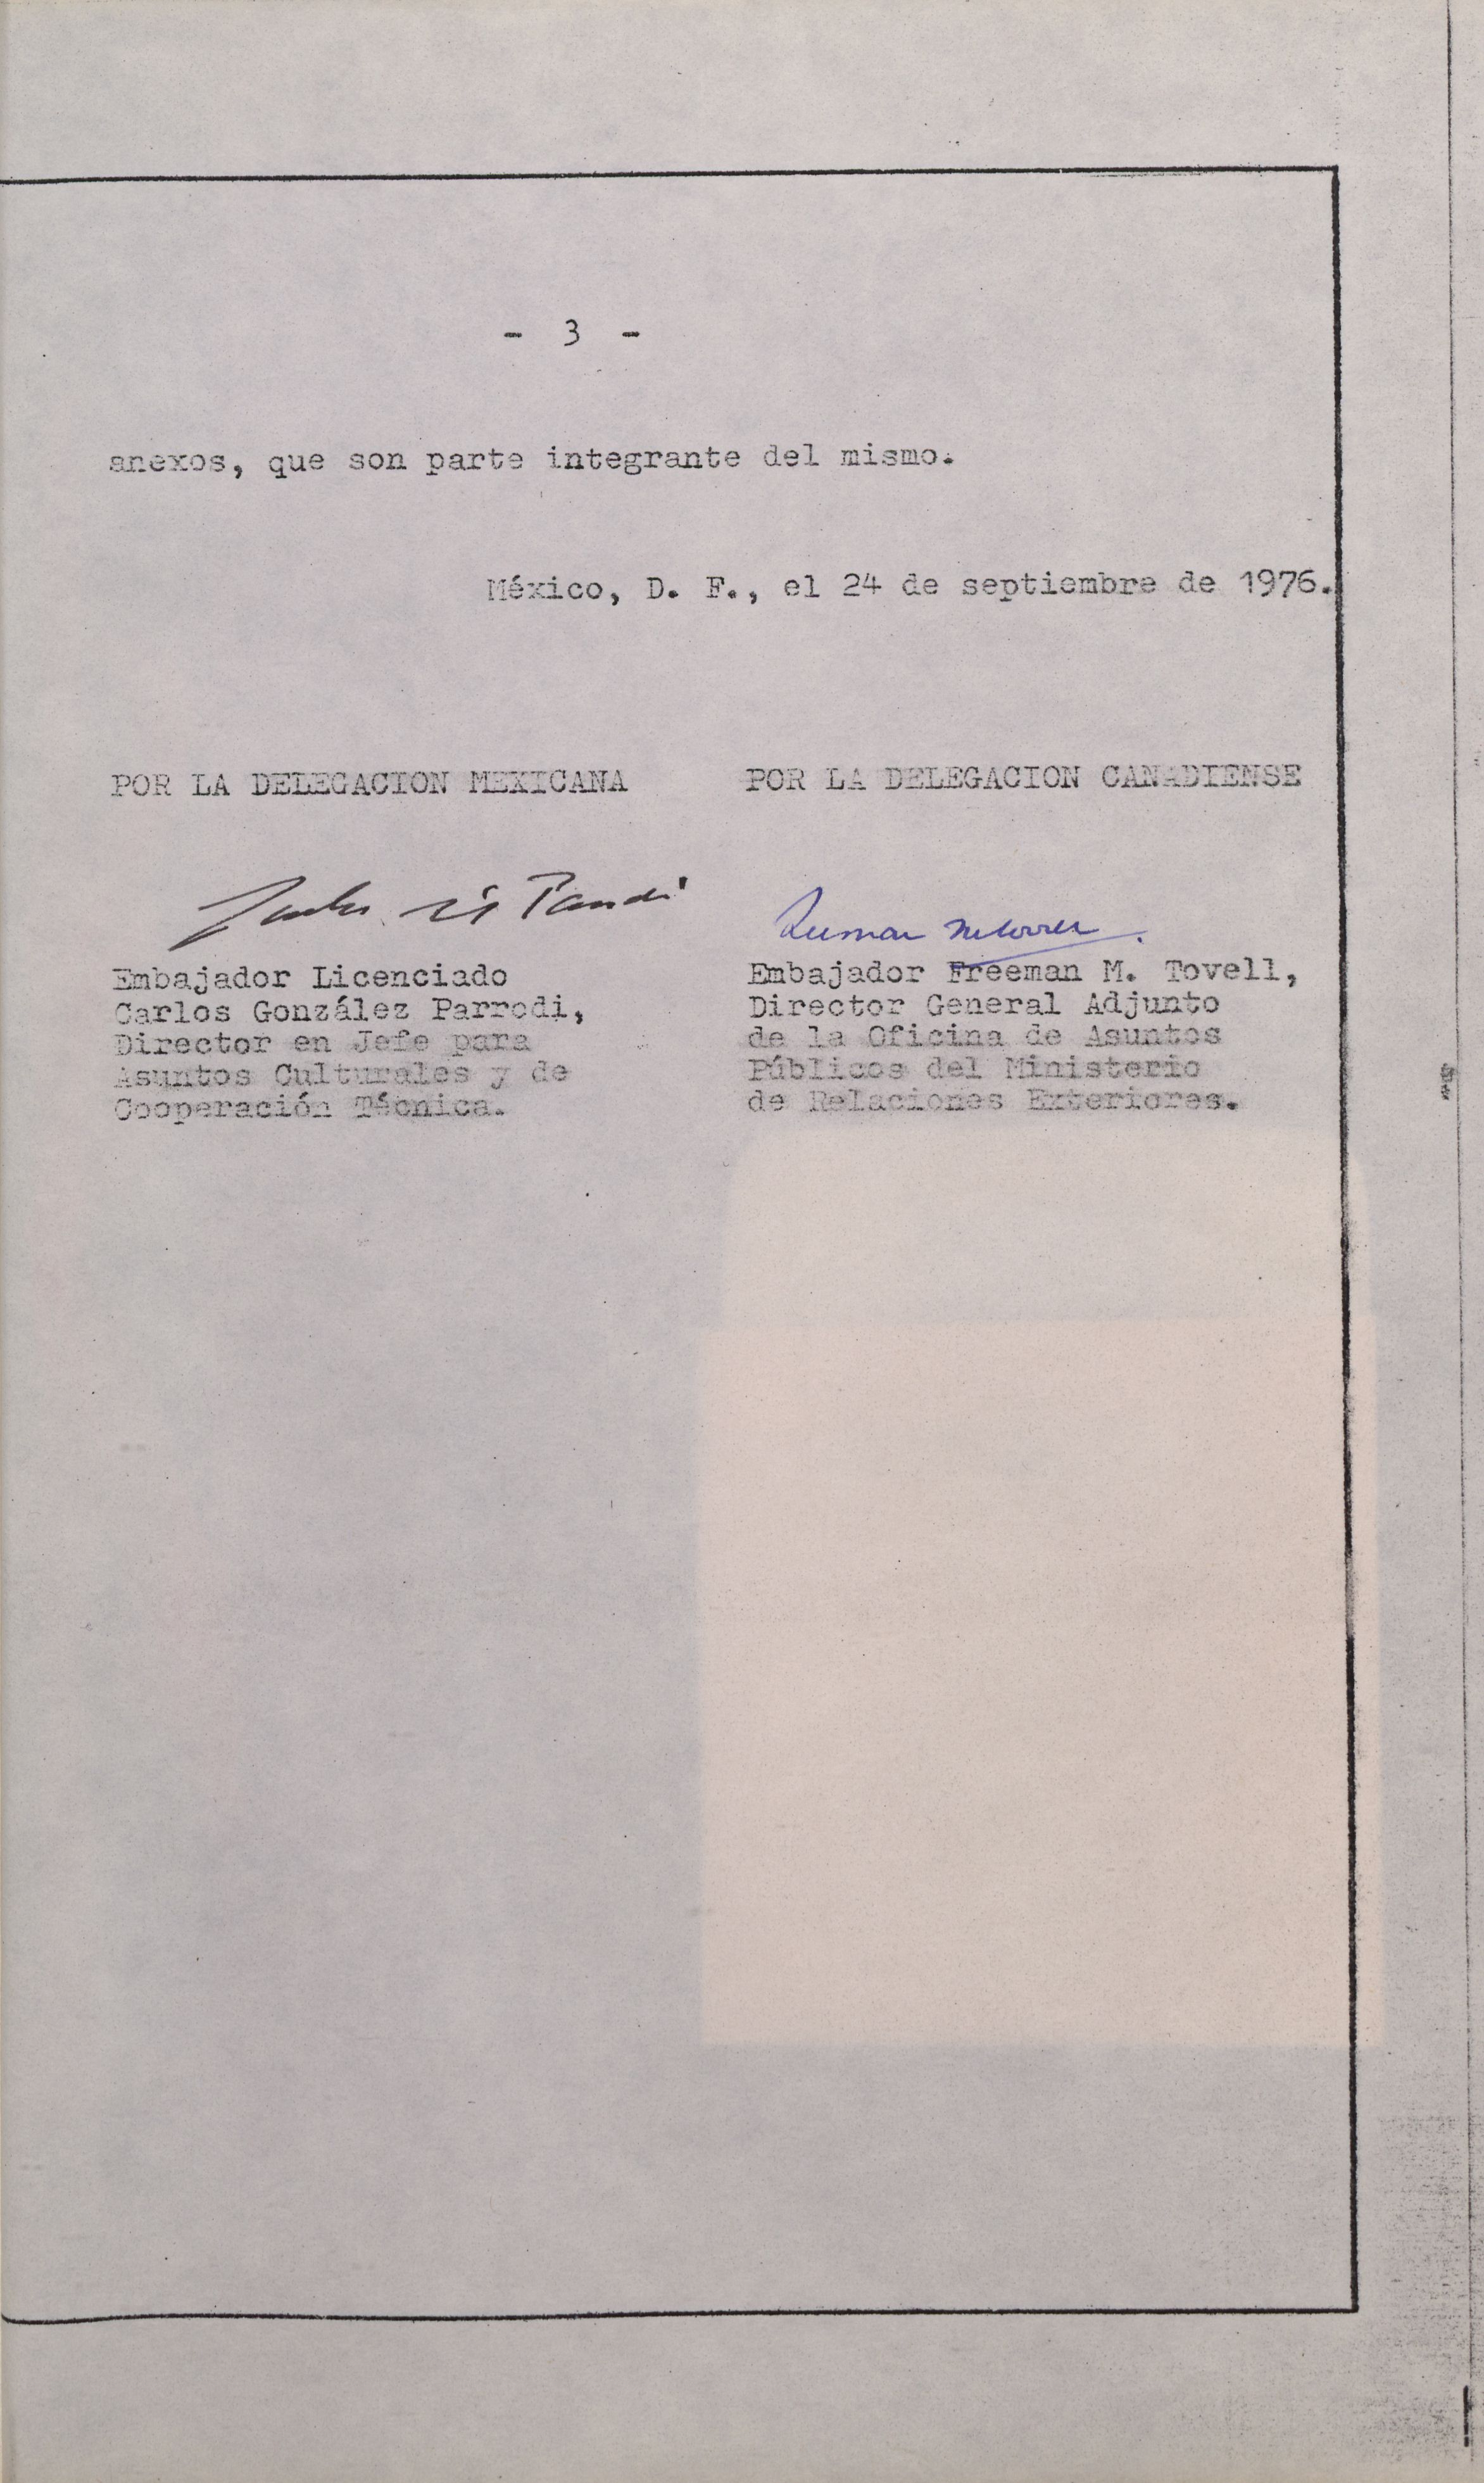 - 3 -
anexos, que son parte integrante del mismo.
México, D. F., el 24 de septiembre de 1976.
POR LA DELEGACION MEXICANA
Embajador Licenciado
Carlos González Parrodi,
Director en Jefe para
Asuntos Culturales y de
Cooperación Técnica.
POR LA DELEGACION CANADIENSE
Embajador Freeman M. Tovell,
Director General Adjunto
de la Oficina de Asuntos
Públicos del Ministerio
de Relaciones Exteriores.